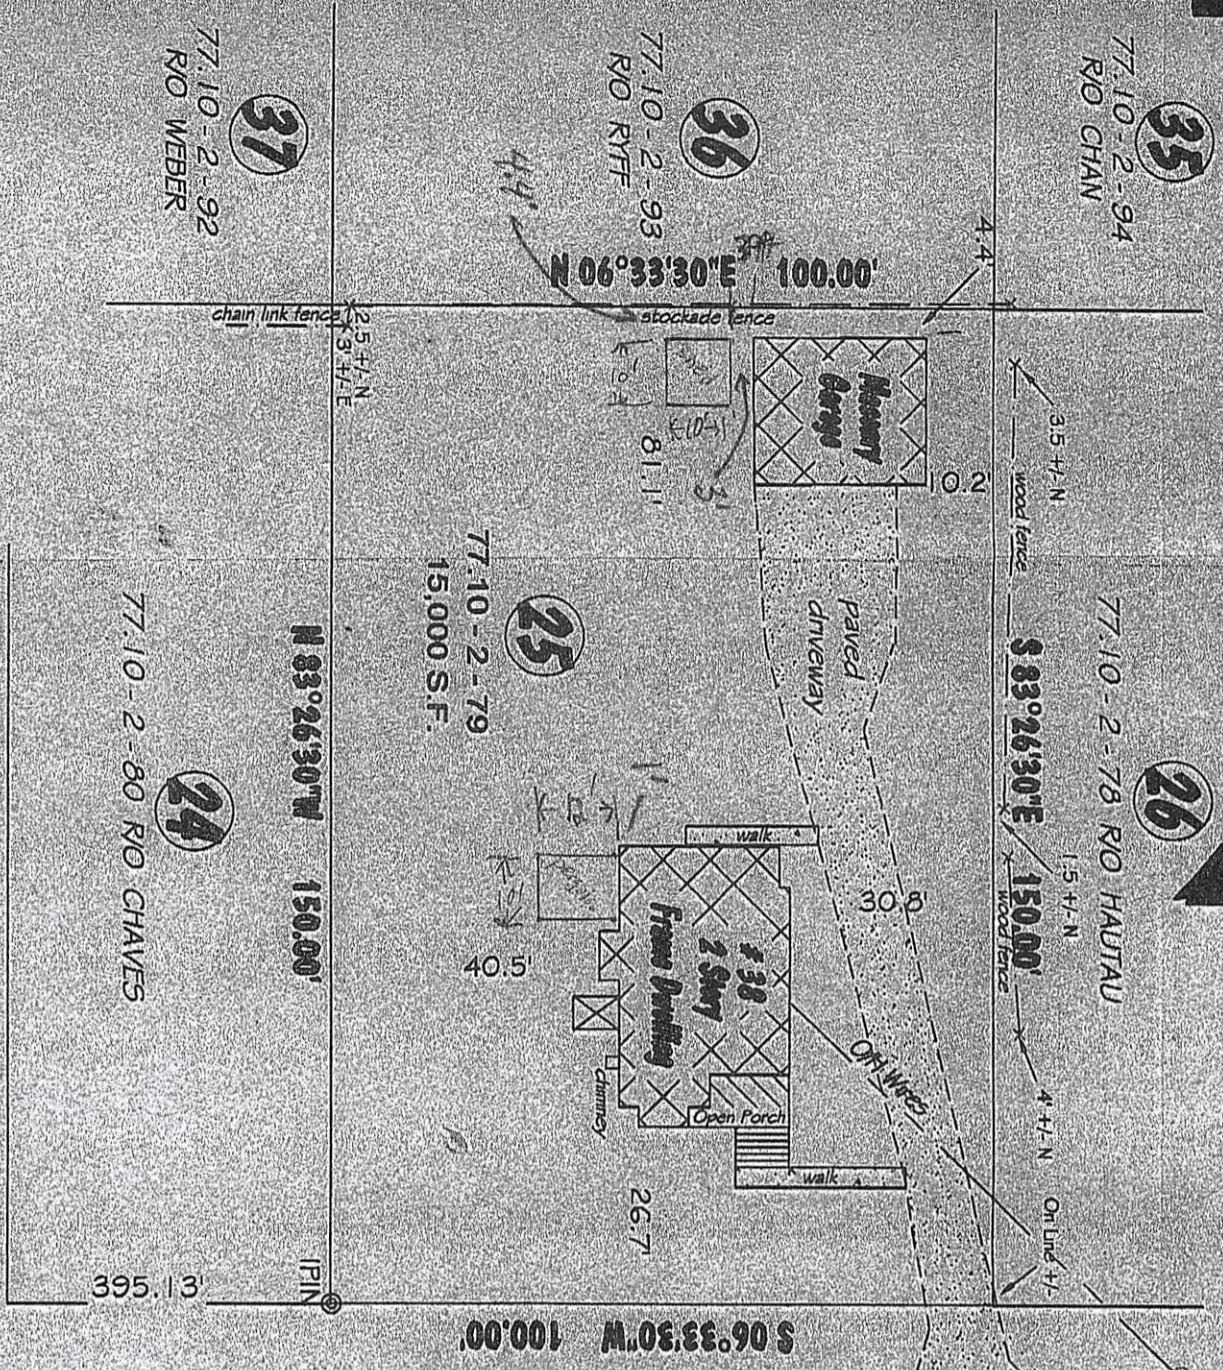 35
77.10 - 2 - 94
R/O CHAN
36
77.10 - 2 - 93
R/O RYFF
37
77.10 - 2 - 92
R/O WEBER
4.4'
4.4'
N 06°33'30"E 100.00'
stockade fence
chain link fence
2.5 +/- N
.3' +/- E
Masonry
Garage
10.2'
81.1'
10'
3'
3.5 +/- N
wood fence
S 83°26'30"E 150.00'
26
77.10 - 2 - 78 R/O HAUTAU
1.5 +/- N
wood fence
4' +/- N
On Line +/-
paved
driveway
25
77.10 - 2 - 79
15,000 S.F.
N 83°26'30"W 150.00'
24
77.10 - 2 - 80 R/O CHAVES
1'
walk
30.8'
# 38
2 Story
Frame Dwelling
40.5'
chimney
Open Porch
O/H Wires
walk
26.7'
IPIN
395.13'
S 06°33'30"W 100.00'